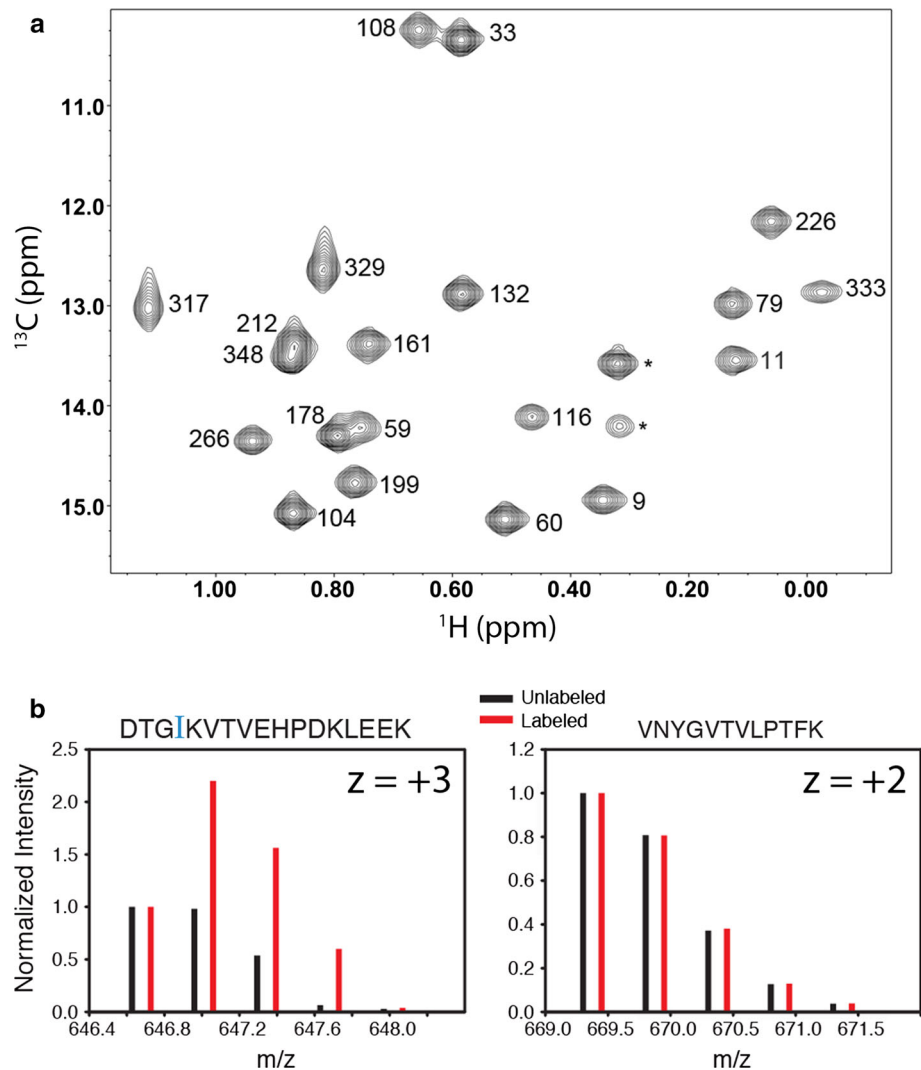 a
108
33
11.0
12.0
13.0
14.0
15.0
226
329
132
333
317
79
212
348
161
*
11
178
59
116
*
266
199
9
104
60
1.00 0.80 0.60 0.40 0.20 0.00
¹³C (ppm)
¹H (ppm)
b
Unlabeled
Labeled
DTGIKVTVEHPDKLEEK
z = +3
2.5
2.0
1.5
1.0
0.5
0.0
Normalized Intensity
646.4 646.8 647.2 647.6 648.0
m/z
VNYGVTVLPTFK
z = +2
1.2
1.0
0.8
0.6
0.4
0.2
0.0
669.0 669.5 670.0 670.5 671.0 671.5
m/z